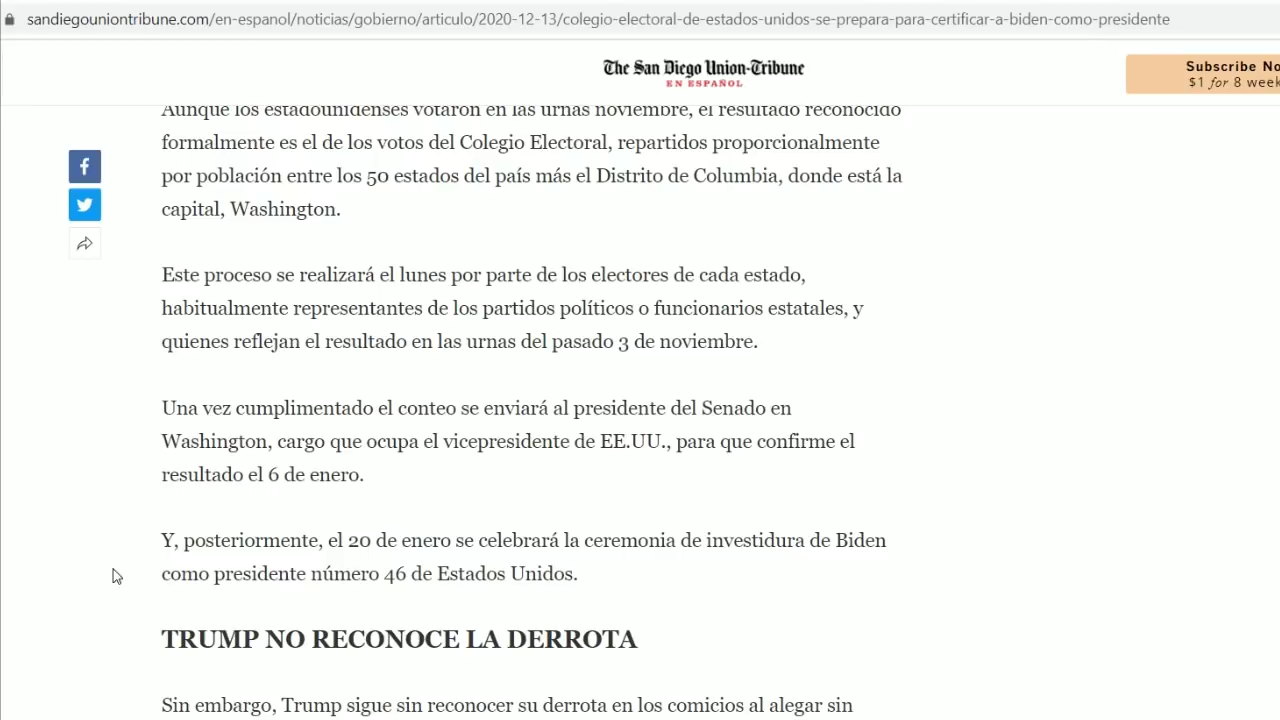 sandiegouniontribune.com/en-espanol/noticias/gobierno/articulo/2020-12-13/colegio-electoral-de-estados-unidos-se-prepara-para-certificar-a-biden-como-presidente
The San Diego Union-Tribune
EN ESPAÑOL
Subscribe No
$1 for 8 week
Aunque los estadounidenses votaron en las urnas noviembre, el resultado reconocido
formalmente es el de los votos del Colegio Electoral, repartidos proporcionalmente
por población entre los 50 estados del país más el Distrito de Columbia, donde está la
capital, Washington.
Este proceso se realizará el lunes por parte de los electores de cada estado,
habitualmente representantes de los partidos políticos o funcionarios estatales, y
quienes reflejan el resultado en las urnas del pasado 3 de noviembre.
Una vez cumplimentado el conteo se enviará al presidente del Senado en
Washington, cargo que ocupa el vicepresidente de EE.UU., para que confirme el
resultado el 6 de enero.
Y, posteriormente, el 20 de enero se celebrará la ceremonia de investidura de Biden
como presidente número 46 de Estados Unidos.
TRUMP NO RECONOCE LA DERROTA
Sin embargo, Trump sigue sin reconocer su derrota en los comicios al alegar sin